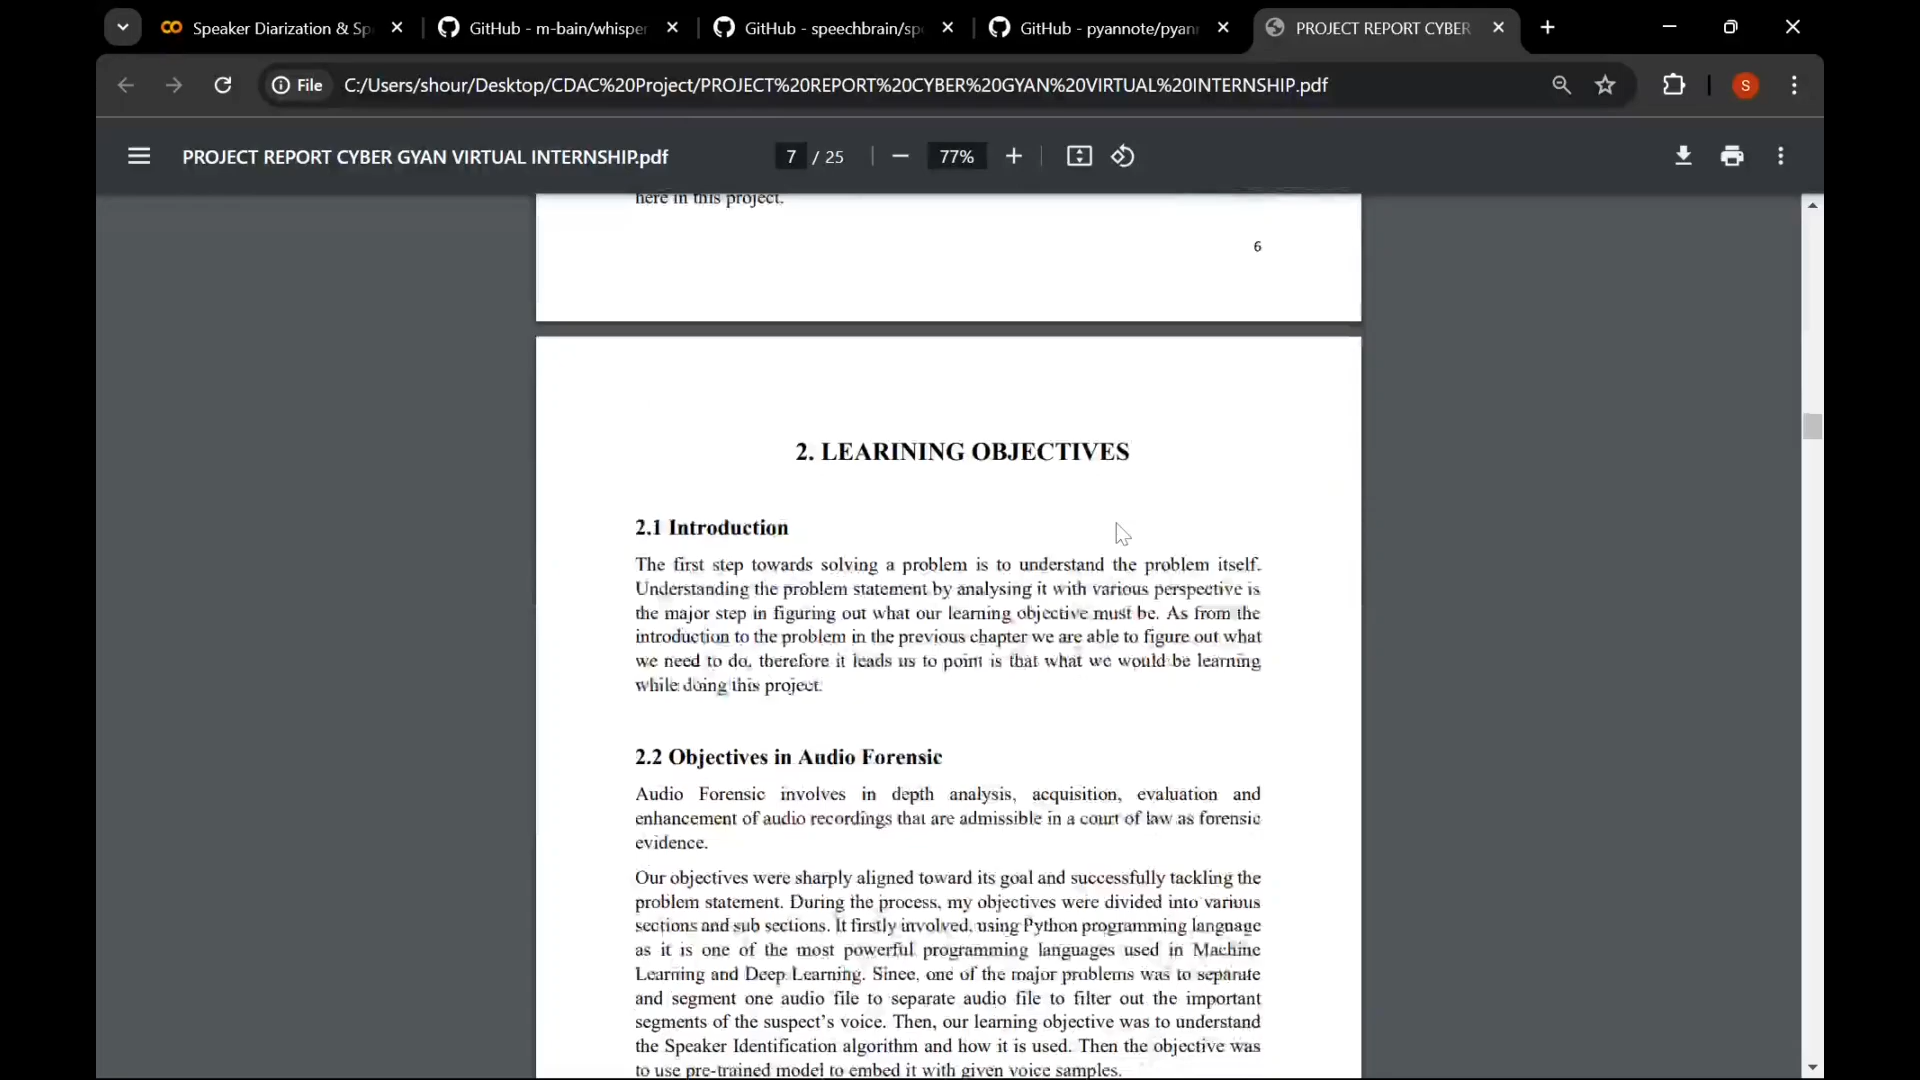 Speaker Diarization & Sp
GitHub - m-bain/whisper
GitHub - speechbrain/sp
GitHub - pyannote/pyann
PROJECT REPORT CYBER
File
C:/Users/shour/Desktop/CDAC%20Project/PROJECT%20REPORT%20CYBER%20GYAN%20VIRTUAL%20INTERNSHIP.pdf
S
PROJECT REPORT CYBER GYAN VIRTUAL INTERNSHIP.pdf
7 / 25
77%
here in this project.
6
2. LEARINING OBJECTIVES
2.1 Introduction
The first step towards solving a problem is to understand the problem itself.
Understanding the problem statement by analysing it with various perspective is
the major step in figuring out what our learning objective must be. As from the
introduction to the problem in the previous chapter we are able to figure out what
we need to do, therefore it leads us to point is that what we would be learning
while doing this project.
2.2 Objectives in Audio Forensic
Audio Forensic involves in depth analysis, acquisition, evaluation and
enhancement of audio recordings that are admissible in a court of law as forensic
evidence.
Our objectives were sharply aligned toward its goal and successfully tackling the
problem statement. During the process, my objectives were divided into various
sections and sub sections. It firstly involved, using Python programming language
as it is one of the most powerful programming languages used in Machine
Learning and Deep Learning. Since, one of the major problems was to separate
and segment one audio file to separate audio file to filter out the important
segments of the suspect's voice. Then, our learning objective was to understand
the Speaker Identification algorithm and how it is used. Then the objective was
to use pre-trained model to embed it with given voice samples.